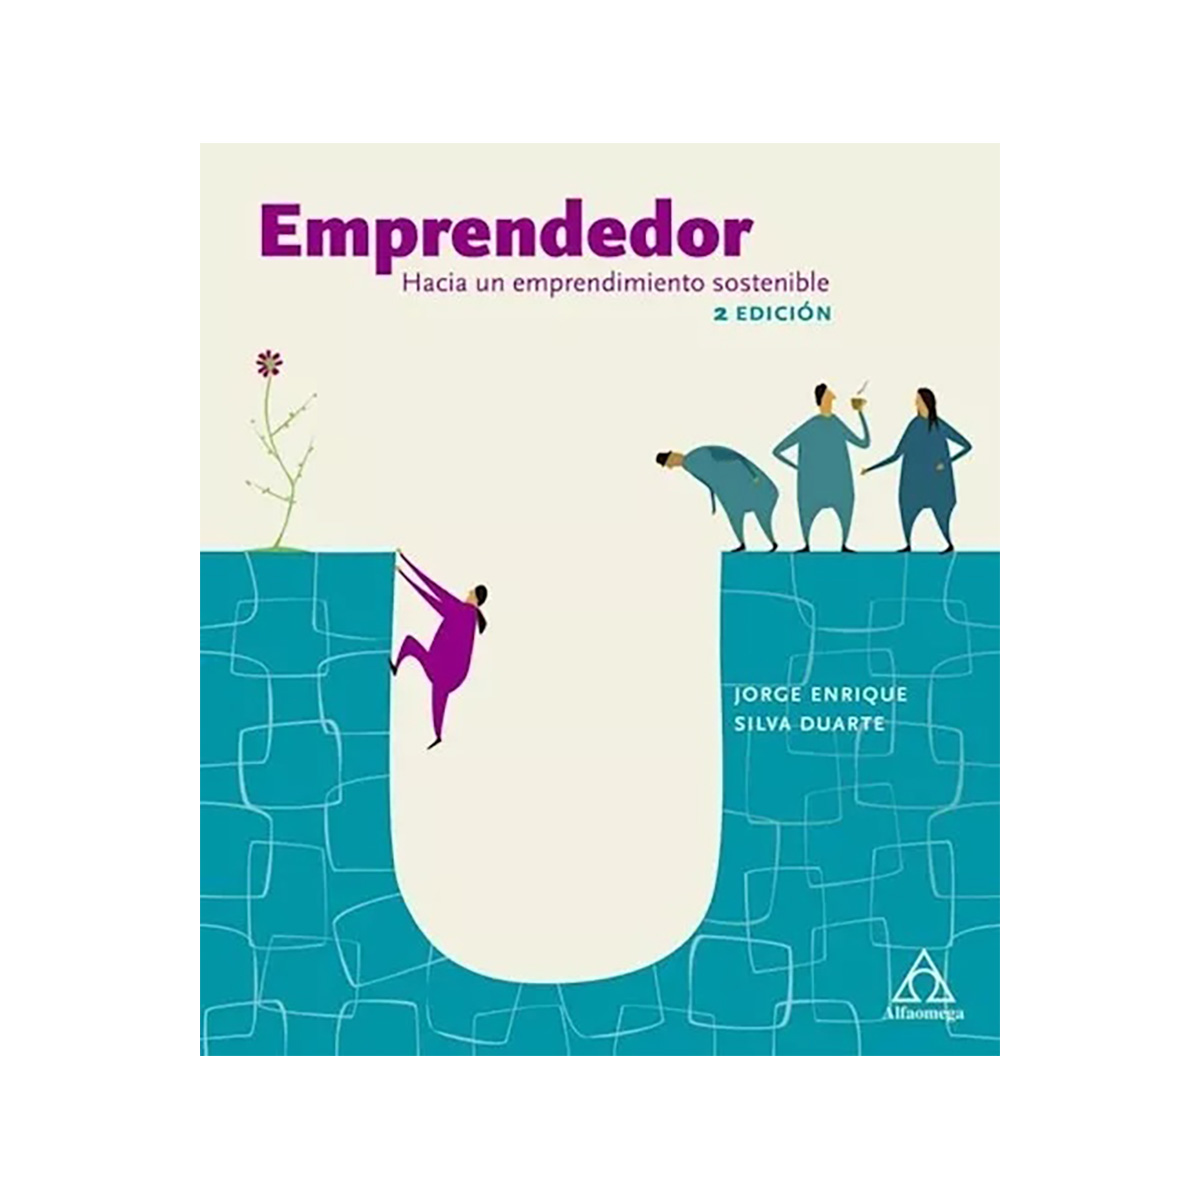 Emprendedor
Hacia un emprendimiento sostenible
2 EDICIÓN
JORGE ENRIQUE
SILVA DUARTE
Alfaomega